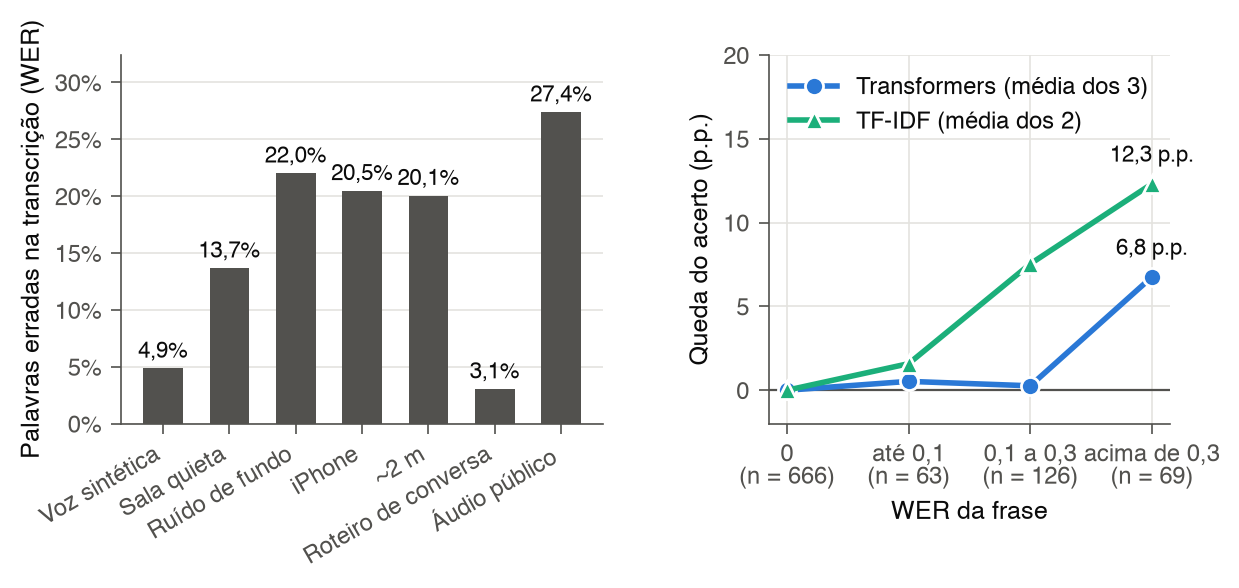 Palavras erradas na transcrição (WER)
30%
25%
20%
15%
10%
5%
0%
4,9%
13,7%
22,0%
20,5%
20,1%
3,1%
27,4%
Voz sintética
Sala quieta
Ruído de fundo
iPhone
~2 m
Roteiro de conversa
Áudio público
Queda do acerto (p.p.)
20
15
10
5
0
Transformers (média dos 3)
TF-IDF (média dos 2)
12,3 p.p.
6,8 p.p.
0
(n = 666)
até 0,1
(n = 63)
0,1 a 0,3
(n = 126)
acima de 0,3
(n = 69)
WER da frase